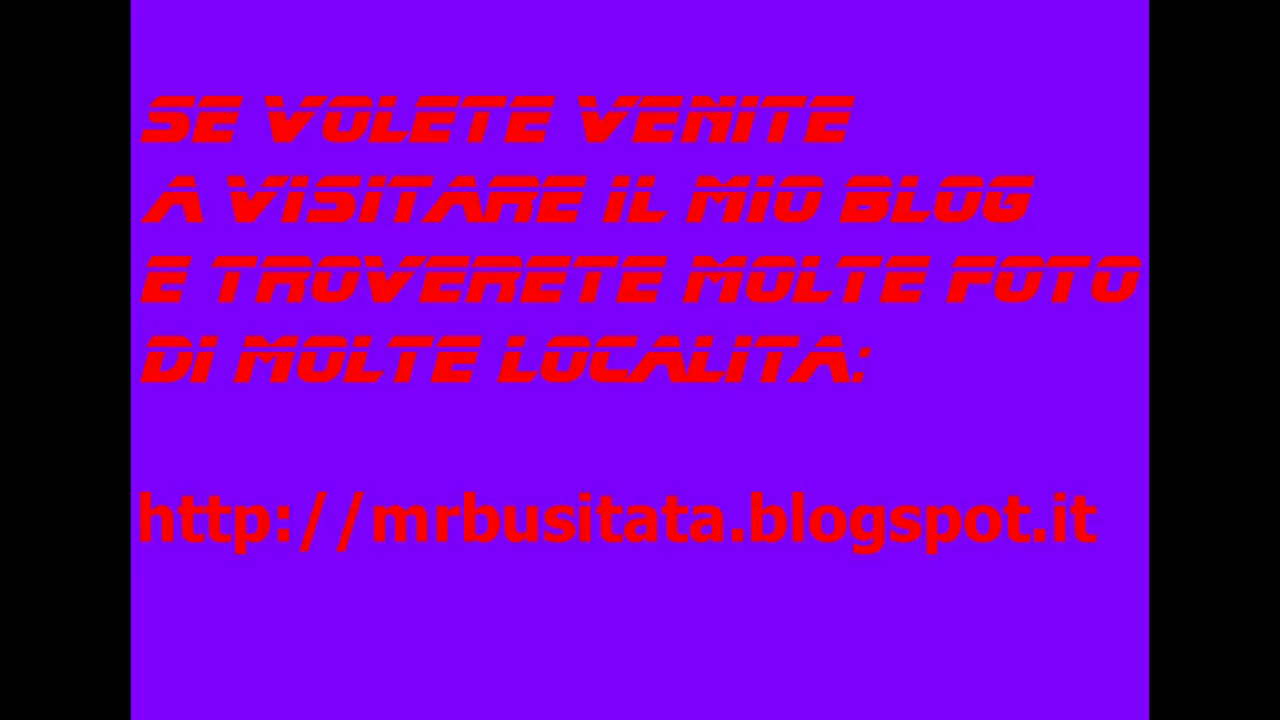 SE VOLETE VENITE
A VISITARE IL MIO BLOG
E TROVERETE MOLTE FOTO
DI MOLTE LOCALITA:
http://mrbusitata.blogspot.it